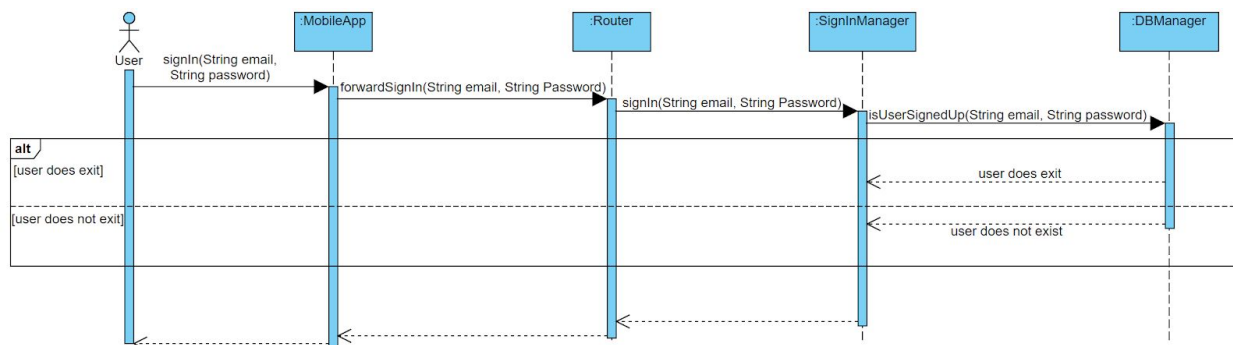 :MobileApp
:Router
:SignInManager
:DBManager
User
signIn(String email,
String password)
forwardSignIn(String email, String Password)
signIn(String email, String Password)
isUserSignedUp(String email, String password)
alt
[user does exit]
user does exit
[user does not exit]
user does not exist